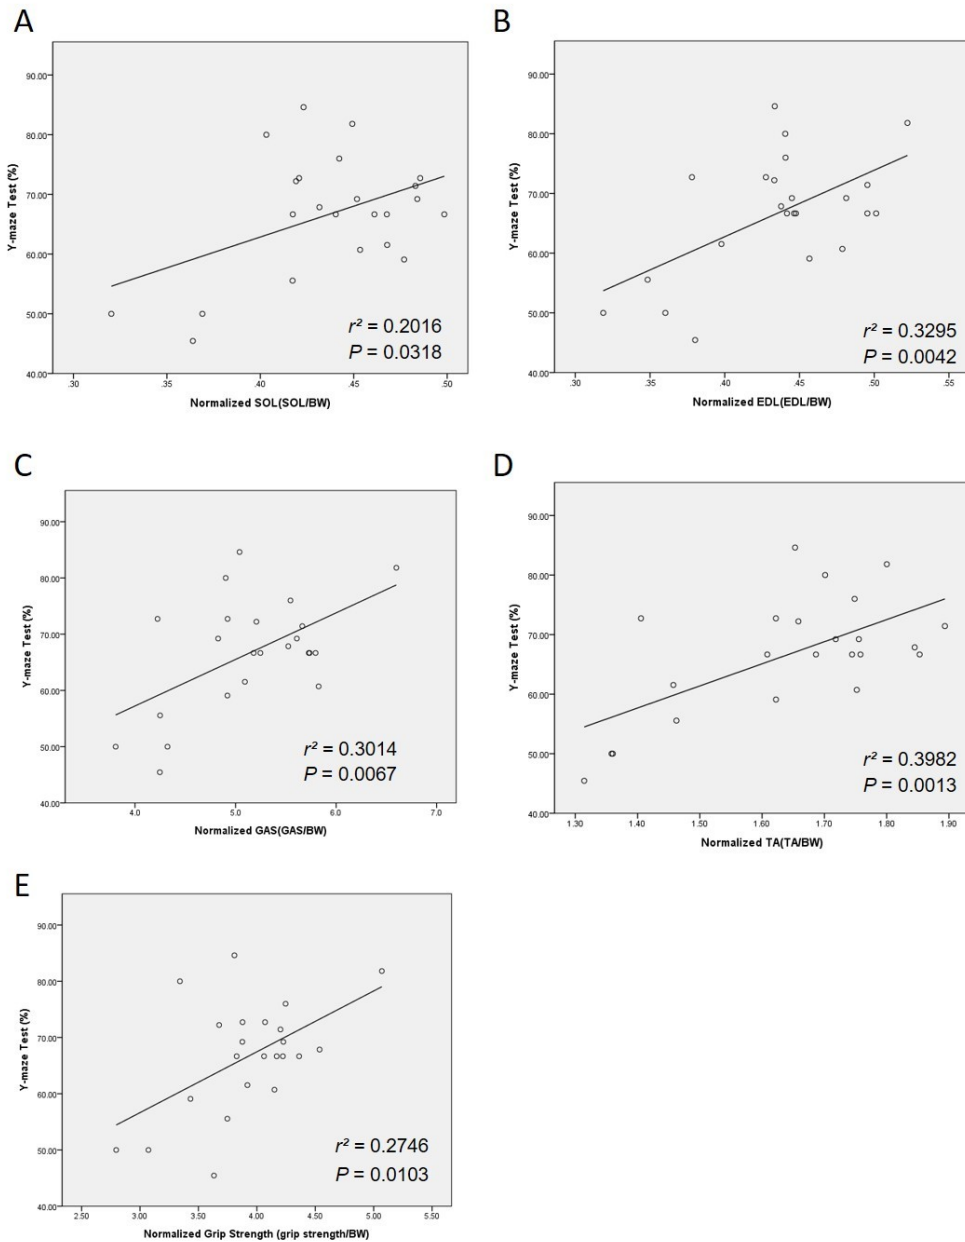 A
Y-maze Test (%)
90.00
80.00
70.00
60.00
50.00
40.00
r² = 0.2016
P = 0.0318
.30 .35 .40 .45 .50
Normalized SOL(SOL/BW)
B
Y-maze Test (%)
90.00
80.00
70.00
60.00
50.00
40.00
r² = 0.3295
P = 0.0042
.30 .35 .40 .45 .50 .55
Normalized EDL(EDL/BW)
C
Y-maze Test (%)
90.00
80.00
70.00
60.00
50.00
40.00
r² = 0.3014
P = 0.0067
4.0 5.0 6.0 7.0
Normalized GAS(GAS/BW)
D
Y-maze Test (%)
90.00
80.00
70.00
60.00
50.00
40.00
r² = 0.3982
P = 0.0013
1.30 1.40 1.50 1.60 1.70 1.80 1.90
Normalized TA(TA/BW)
E
Y-maze Test (%)
90.00
80.00
70.00
60.00
50.00
40.00
r² = 0.2746
P = 0.0103
2.50 3.00 3.50 4.00 4.50 5.00 5.50
Normalized Grip Strength (grip strength/BW)